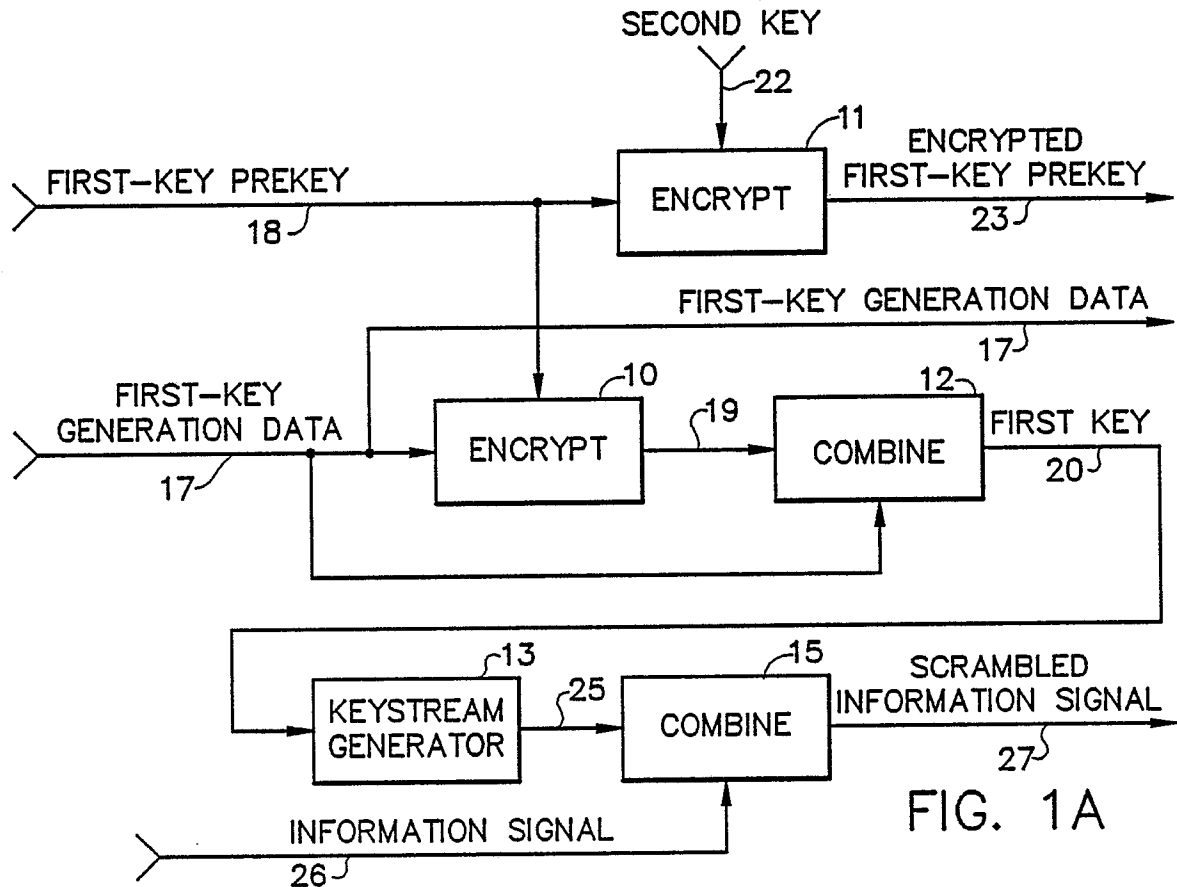 SECOND KEY
22
11
ENCRYPT
ENCRYPTED
FIRST-KEY PREKEY
23
FIRST-KEY PREKEY
18
FIRST-KEY GENERATION DATA
17
FIRST-KEY
GENERATION DATA
17
10
ENCRYPT
19
12
COMBINE
FIRST KEY
20
13
KEYSTREAM
GENERATOR
25
15
COMBINE
SCRAMBLED
INFORMATION SIGNAL
27
INFORMATION SIGNAL
26
FIG. 1A